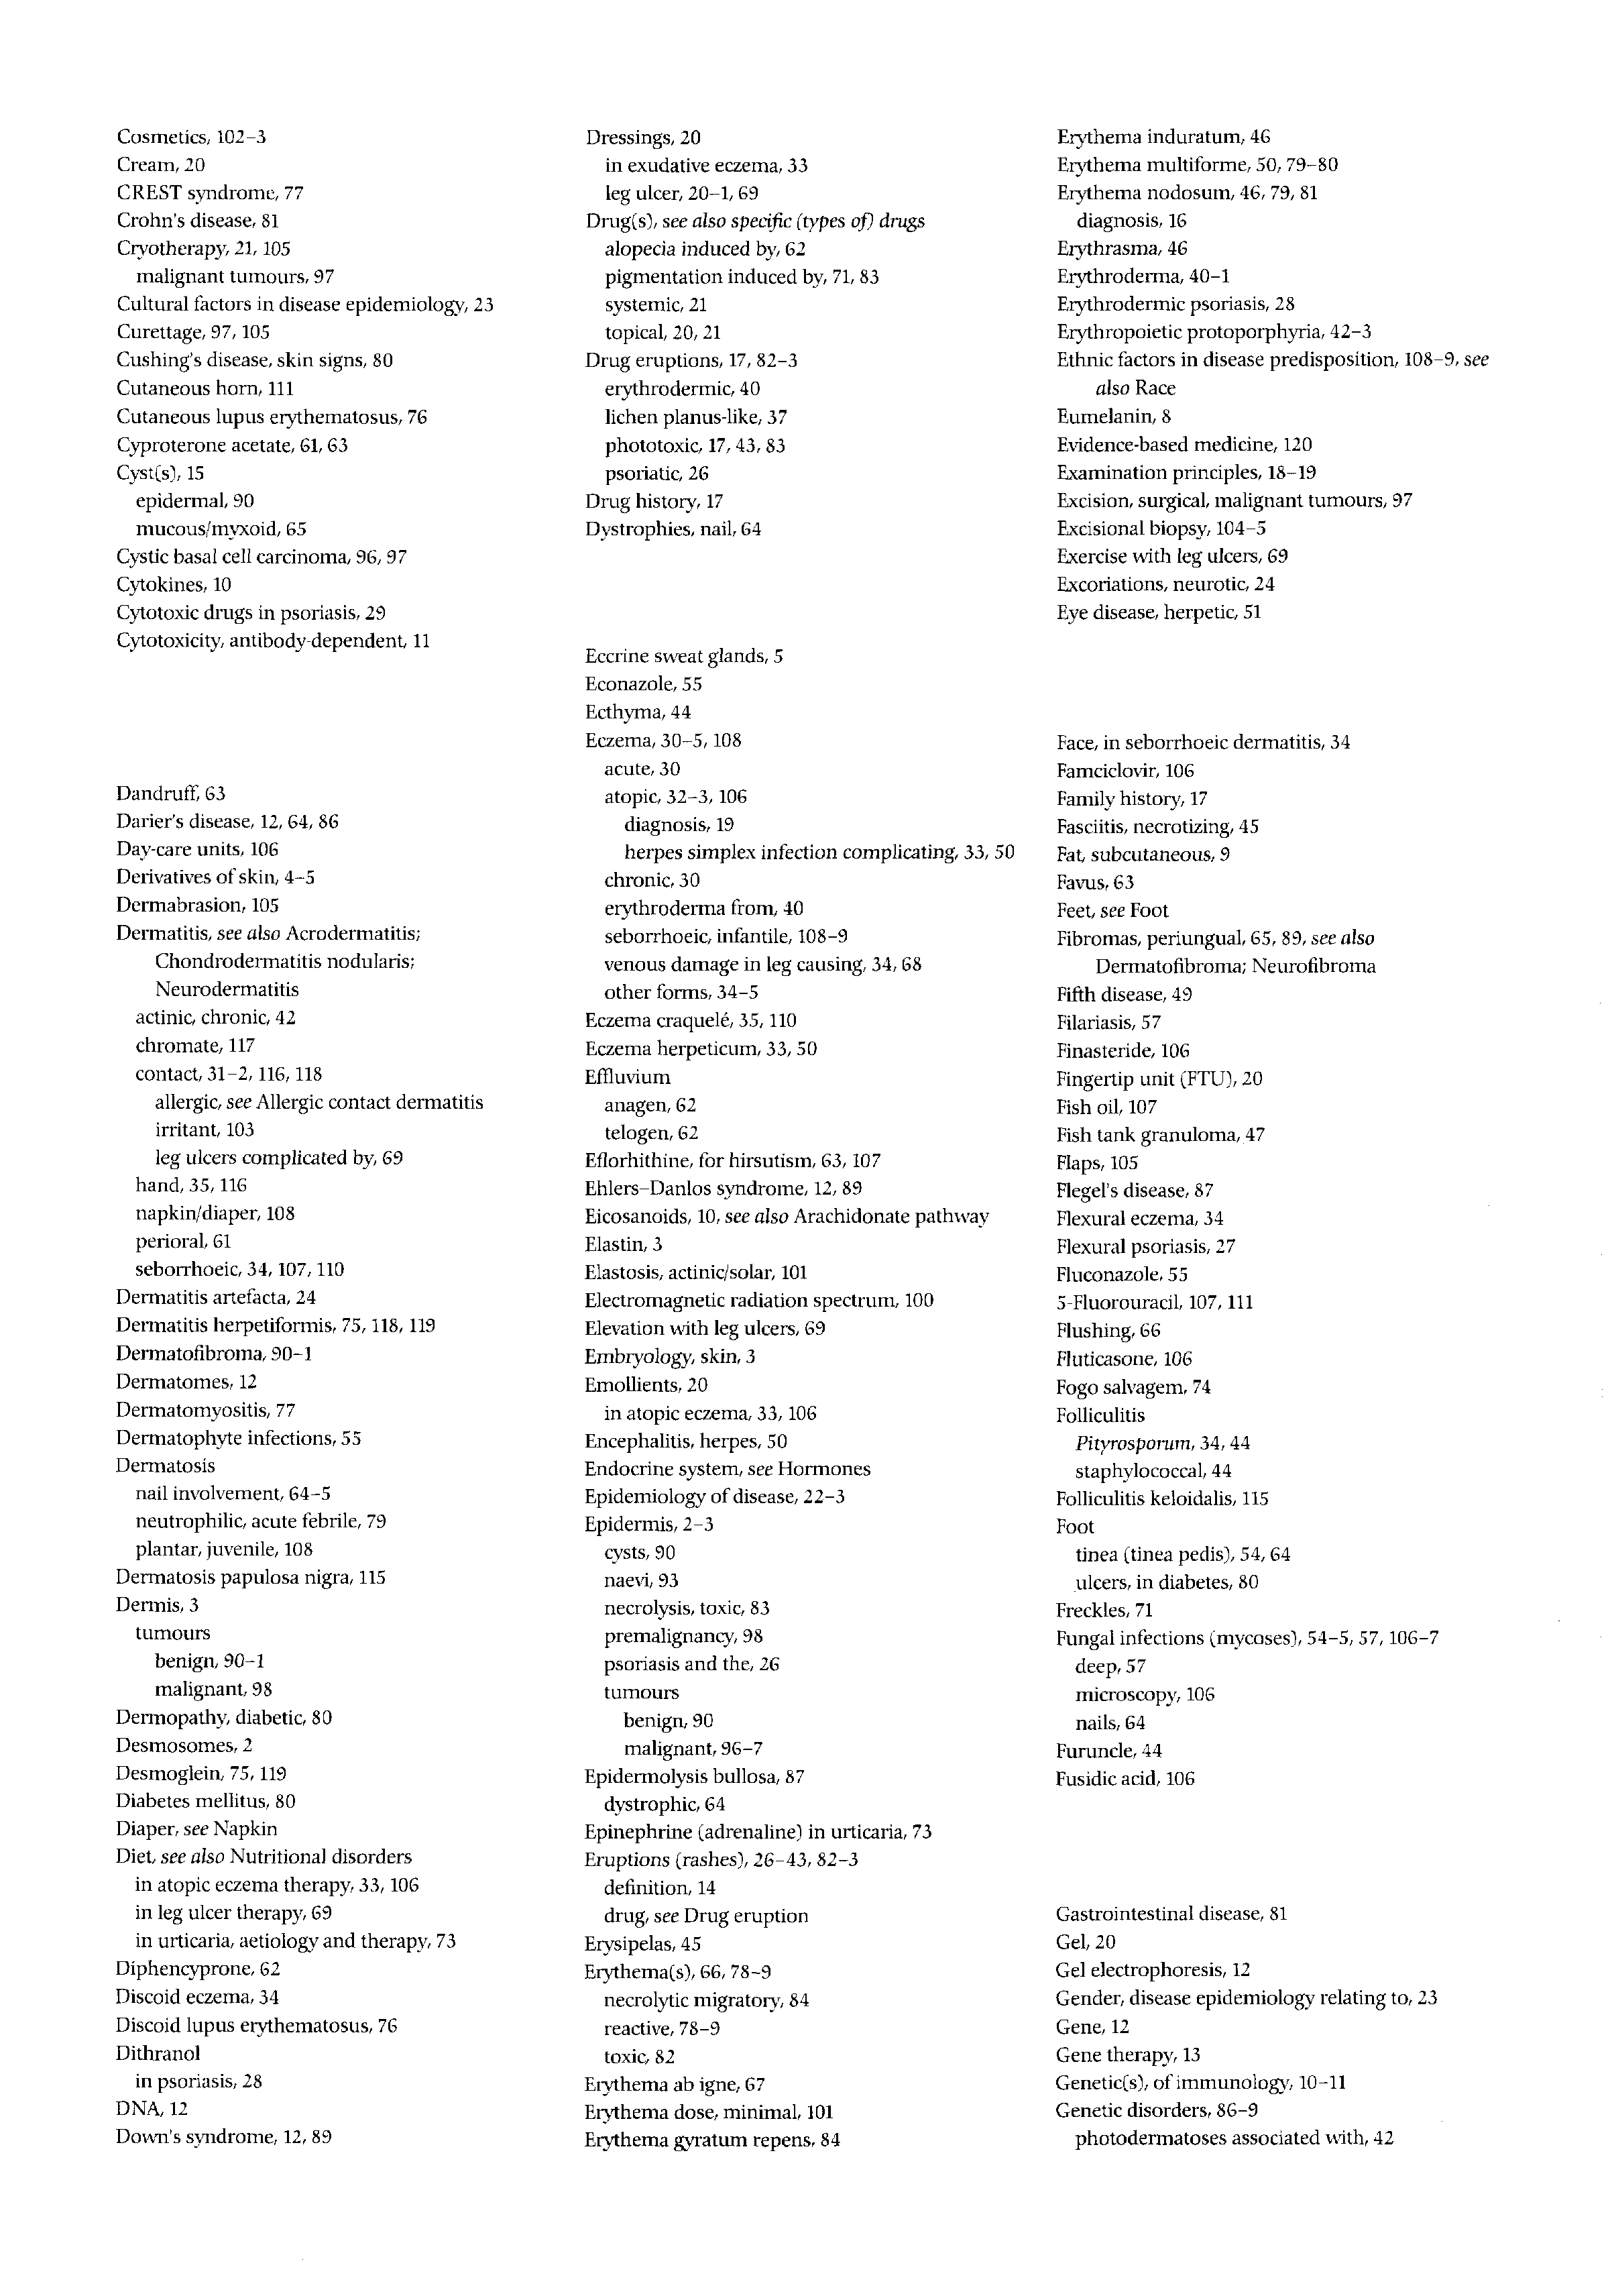 Cosmetics, 102–3
Cream, 20
CREST syndrome, 77
Crohn's disease, 81
Cryotherapy, 21, 105
malignant tumours, 97
Cultural factors in disease epidemiology, 23
Curettage, 97, 105
Cushing's disease, skin signs, 80
Cutaneous horn, 111
Cutaneous lupus erythematosus, 76
Cyproterone acetate, 61, 63
Cyst(s), 15
epidermal, 90
mucous/myxoid, 65
Cystic basal cell carcinoma, 96, 97
Cytokines, 10
Cytotoxic drugs in psoriasis, 29
Cytotoxicity, antibody-dependent, 11
Dandruff, 63
Darier's disease, 12, 64, 86
Day-care units, 106
Derivatives of skin, 4–5
Dermabrasion, 105
Dermatitis, see also Acrodermatitis;
Chondrodermatitis nodularis;
Neurodermatitis
actinic, chronic, 42
chromate, 117
contact, 31–2, 116, 118
allergic, see Allergic contact dermatitis
irritant, 103
leg ulcers complicated by, 69
hand, 35, 116
napkin/diaper, 108
perioral, 61
seborrhoeic, 34, 107, 110
Dermatitis artefacta, 24
Dermatitis herpetiformis, 75, 118, 119
Dermatofibroma, 90–1
Dermatomes, 12
Dermatomyositis, 77
Dermatophyte infections, 55
Dermatosis
nail involvement, 64–5
neutrophilic, acute febrile, 79
plantar, juvenile, 108
Dermatosis papulosa nigra, 115
Dermis, 3
tumours
benign, 90–1
malignant, 98
Dermopathy, diabetic, 80
Desmosomes, 2
Desmoglein, 75, 119
Diabetes mellitus, 80
Diaper, see Napkin
Diet, see also Nutritional disorders
in atopic eczema therapy, 33, 106
in leg ulcer therapy, 69
in urticaria, aetiology and therapy, 73
Diphencyprone, 62
Discoid eczema, 34
Discoid lupus erythematosus, 76
Dithranol
in psoriasis, 28
DNA, 12
Down's syndrome, 12, 89
Dressings, 20
in exudative eczema, 33
leg ulcer, 20–1, 69
Drug(s), see also specific (types of) drugs
alopecia induced by, 62
pigmentation induced by, 71, 83
systemic, 21
topical, 20, 21
Drug eruptions, 17, 82–3
erythrodermic, 40
lichen planus-like, 37
phototoxic, 17, 43, 83
psoriatic, 26
Drug history, 17
Dystrophies, nail, 64
Eccrine sweat glands, 5
Econazole, 55
Ecthyma, 44
Eczema, 30–5, 108
acute, 30
atopic, 32–3, 106
diagnosis, 19
herpes simplex infection complicating, 33, 50
chronic, 30
erythroderma from, 40
seborrhoeic, infantile, 108–9
venous damage in leg causing, 34, 68
other forms, 34–5
Eczema craquelé, 35, 110
Eczema herpeticum, 33, 50
Effluvium
anagen, 62
telogen, 62
Eflorhithine, for hirsutism, 63, 107
Ehlers–Danlos syndrome, 12, 89
Eicosanoids, 10, see also Arachidonate pathway
Elastin, 3
Elastosis, actinic/solar, 101
Electromagnetic radiation spectrum, 100
Elevation with leg ulcers, 69
Embryology, skin, 3
Emollients, 20
in atopic eczema, 33, 106
Encephalitis, herpes, 50
Endocrine system, see Hormones
Epidemiology of disease, 22–3
Epidermis, 2–3
cysts, 90
naevi, 93
necrolysis, toxic, 83
premalignancy, 98
psoriasis and the, 26
tumours
benign, 90
malignant, 96–7
Epidermolysis bullosa, 87
dystrophic, 64
Epinephrine (adrenaline) in urticaria, 73
Eruptions (rashes), 26–43, 82–3
definition, 14
drug, see Drug eruption
Erysipelas, 45
Erythema(s), 66, 78–9
necrolytic migratory, 84
reactive, 78–9
toxic, 82
Erythema ab igne, 67
Erythema dose, minimal, 101
Erythema gyratum repens, 84
Erythema induratum, 46
Erythema multiforme, 50, 79–80
Erythema nodosum, 46, 79, 81
diagnosis, 16
Erythrasma, 46
Erythroderma, 40–1
Erythrodermic psoriasis, 28
Erythropoietic protoporphyria, 42–3
Ethnic factors in disease predisposition, 108–9, see
also Race
Eumelanin, 8
Evidence-based medicine, 120
Examination principles, 18–19
Excision, surgical, malignant tumours, 97
Excisional biopsy, 104–5
Exercise with leg ulcers, 69
Excoriations, neurotic, 24
Eye disease, herpetic, 51
Face, in seborrhoeic dermatitis, 34
Famciclovir, 106
Family history, 17
Fasciitis, necrotizing, 45
Fat, subcutaneous, 9
Favus, 63
Feet, see Foot
Fibromas, periungual, 65, 89, see also
Dermatofibroma; Neurofibroma
Fifth disease, 49
Filariasis, 57
Finasteride, 106
Fingertip unit (FTU), 20
Fish oil, 107
Fish tank granuloma, 47
Flaps, 105
Flegel's disease, 87
Flexural eczema, 34
Flexural psoriasis, 27
Fluconazole, 55
5-Fluorouracil, 107, 111
Flushing, 66
Fluticasone, 106
Fogo salvagem, 74
Folliculitis
Pityrosporum, 34, 44
staphylococcal, 44
Folliculitis keloidalis, 115
Foot
tinea (tinea pedis), 54, 64
ulcers, in diabetes, 80
Freckles, 71
Fungal infections (mycoses), 54–5, 57, 106–7
deep, 57
microscopy, 106
nails, 64
Furuncle, 44
Fusidic acid, 106
Gastrointestinal disease, 81
Gel, 20
Gel electrophoresis, 12
Gender, disease epidemiology relating to, 23
Gene, 12
Gene therapy, 13
Genetic(s), of immunology, 10–11
Genetic disorders, 86–9
photodermatoses associated with, 42